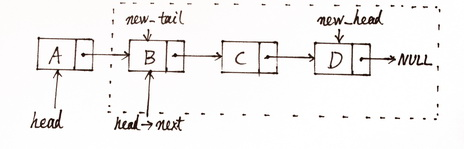 new_tail new_head
A B C D NULL
head head→next